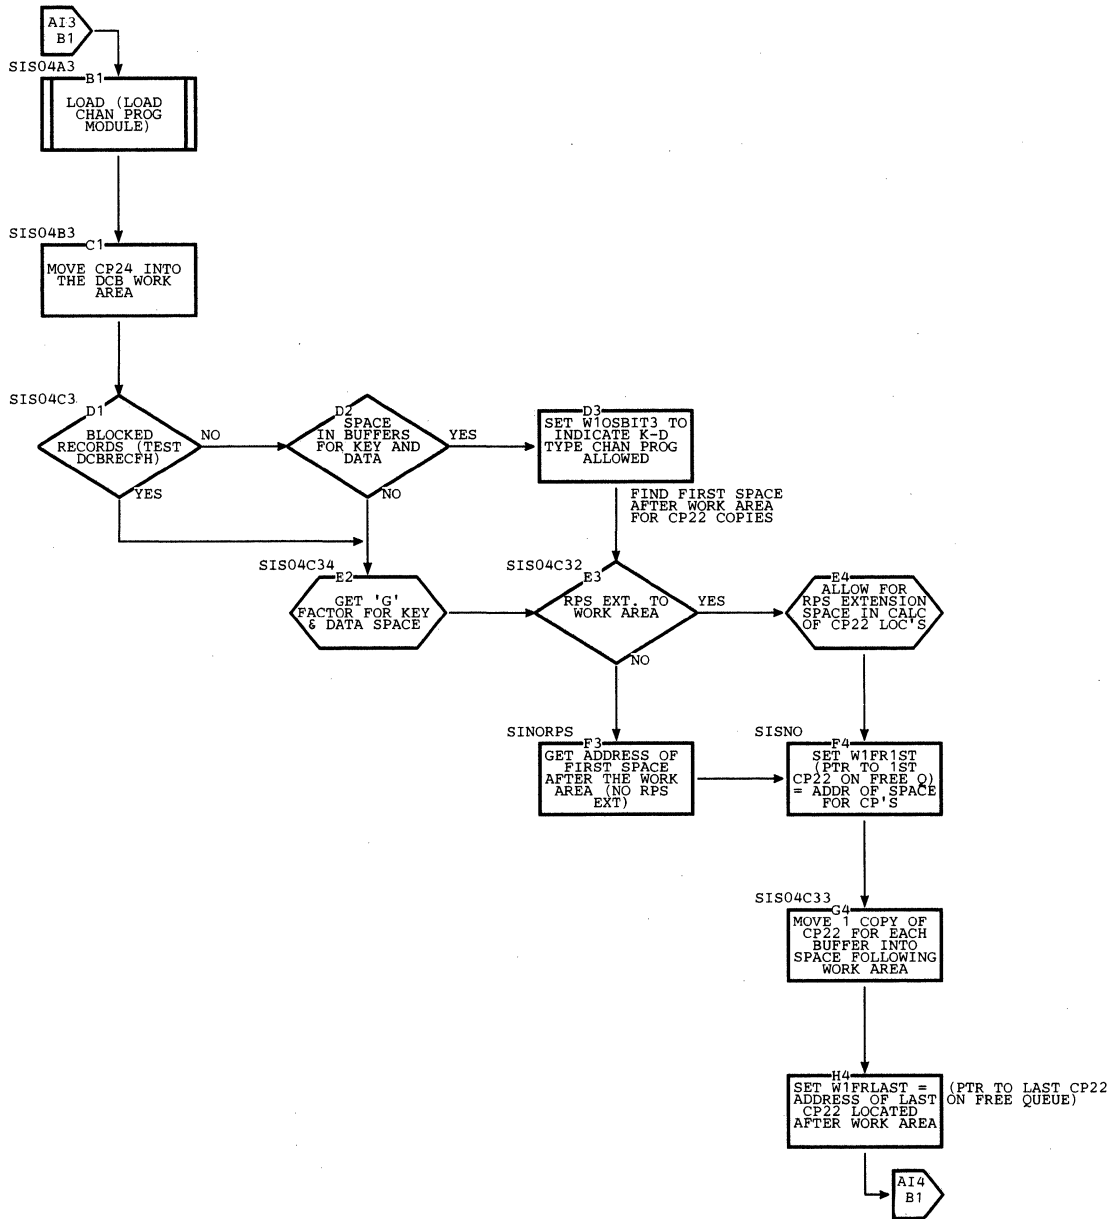 AI3
B1
SIS04A3
B1
LOAD (LOAD
CHAN PROG
MODULE)
SIS04B3
C1
MOVE CP24 INTO
THE DCB WORK
AREA
SIS04C3
D1
BLOCKED
RECORDS (TEST
DCBRECFH)
NO
YES
D2
SPACE
IN BUFFERS
FOR KEY AND
DATA
YES
NO
D3
SET W1OSBIT3 TO
INDICATE K-D
TYPE CHAN PROG
ALLOWED
FIND FIRST SPACE
AFTER WORK AREA
FOR CP22 COPIES
SIS04C34
E2
GET 'G'
FACTOR FOR KEY
& DATA SPACE
SIS04C32
E3
RPS EXT. TO
WORK AREA
YES
NO
E4
ALLOW FOR
RPS EXTENSION
SPACE IN CALC
OF CP22 LOC'S
SINORPS
F3
GET ADDRESS OF
FIRST SPACE
AFTER THE WORK
AREA (NO RPS
EXT)
SISNO
F4
SET W1FR1ST
(PTR TO 1ST
CP22 ON FREE Q)
= ADDR OF SPACE
FOR CP'S
SIS04C33
G4
MOVE 1 COPY OF
CP22 FOR EACH
BUFFER INTO
SPACE FOLLOWING
WORK AREA
H4
SET W1FRLAST =
ADDRESS OF LAST
CP22 LOCATED
AFTER WORK AREA
(PTR TO LAST CP22
ON FREE QUEUE)
AI4
B1